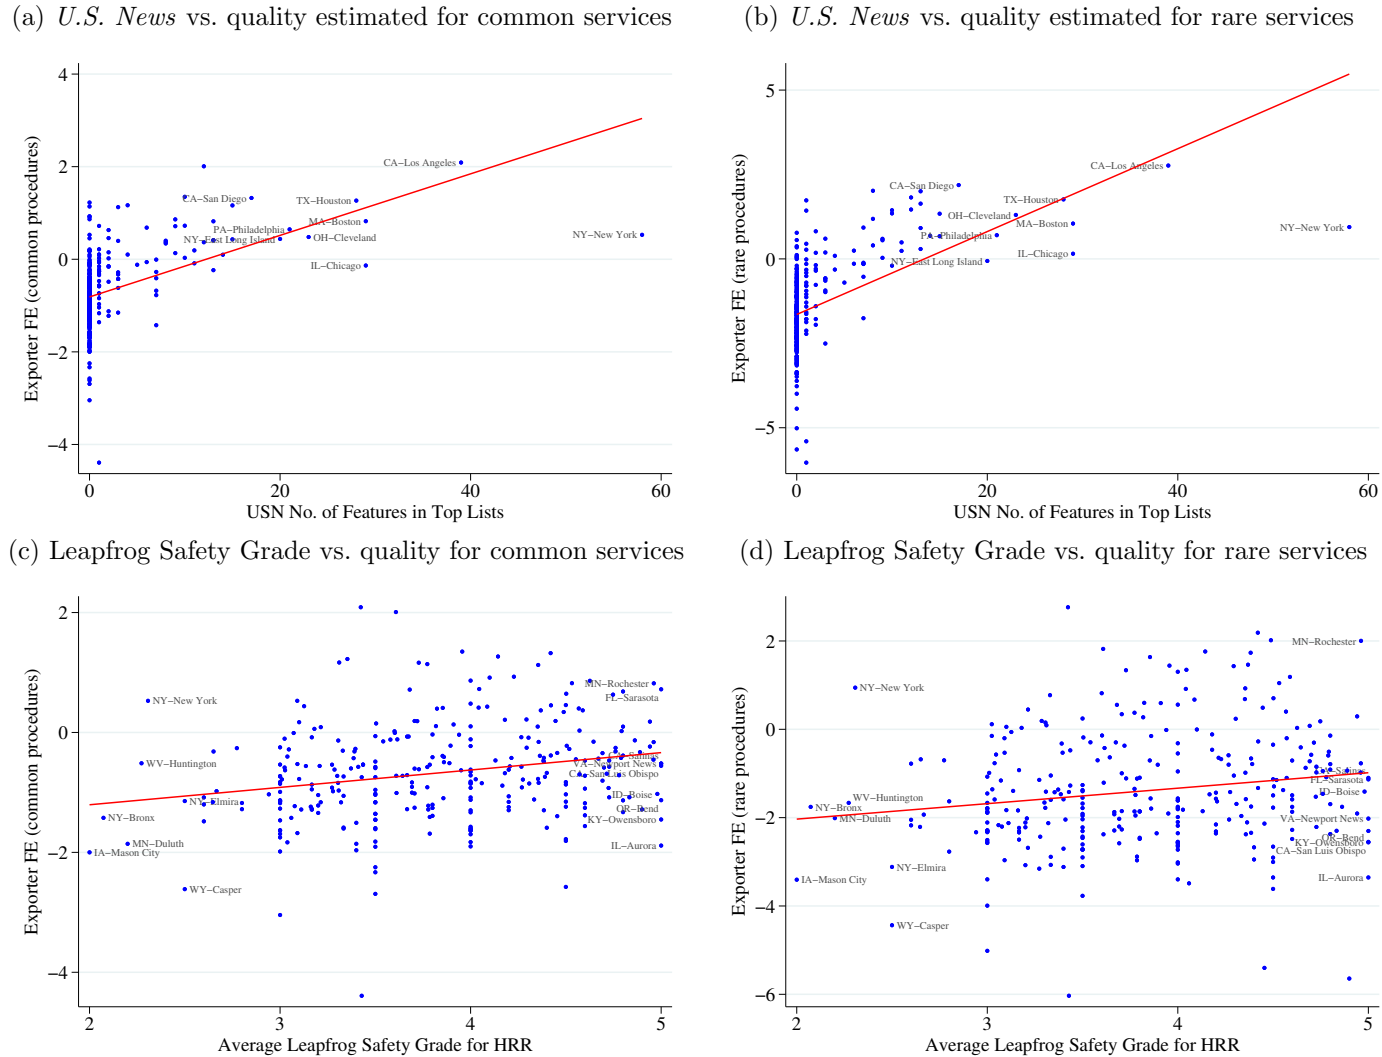 (a) U.S. News vs. quality estimated for common services
Exporter FE (common procedures)
4
2
0
−2
−4
CA−Los Angeles
CA−San Diego
TX−Houston
MA−Boston
PA−Philadelphia
NY−East Long Island
OH−Cleveland
NY−New York
IL−Chicago
0
20
40
60
USN No. of Features in Top Lists
(b) U.S. News vs. quality estimated for rare services
Exporter FE (rare procedures)
5
0
−5
CA−Los Angeles
CA−San Diego
TX−Houston
OH−Cleveland
MA−Boston
NY−New York
PA−Philadelphia
IL−Chicago
NY−East Long Island
0
20
40
60
USN No. of Features in Top Lists
(c) Leapfrog Safety Grade vs. quality for common services
Exporter FE (common procedures)
2
0
−2
−4
MN−Rochester
FL−Sarasota
NY−New York
CA−Salinas
WV−Huntington
VA−Newport News
CA−San Luis Obispo
NY−Elmira
ID−Boise
OR−Bend
NY−Bronx
KY−Owensboro
MN−Duluth
IL−Aurora
IA−Mason City
WY−Casper
2
3
4
5
Average Leapfrog Safety Grade for HRR
(d) Leapfrog Safety Grade vs. quality for rare services
Exporter FE (rare procedures)
2
0
−2
−4
−6
MN−Rochester
NY−New York
CA−Salinas
FL−Sarasota
ID−Boise
WV−Huntington
NY−Bronx
MN−Duluth
VA−Newport News
OR−Bend
KY−Owensboro
CA−San Luis Obispo
NY−Elmira
IA−Mason City
IL−Aurora
WY−Casper
2
3
4
5
Average Leapfrog Safety Grade for HRR